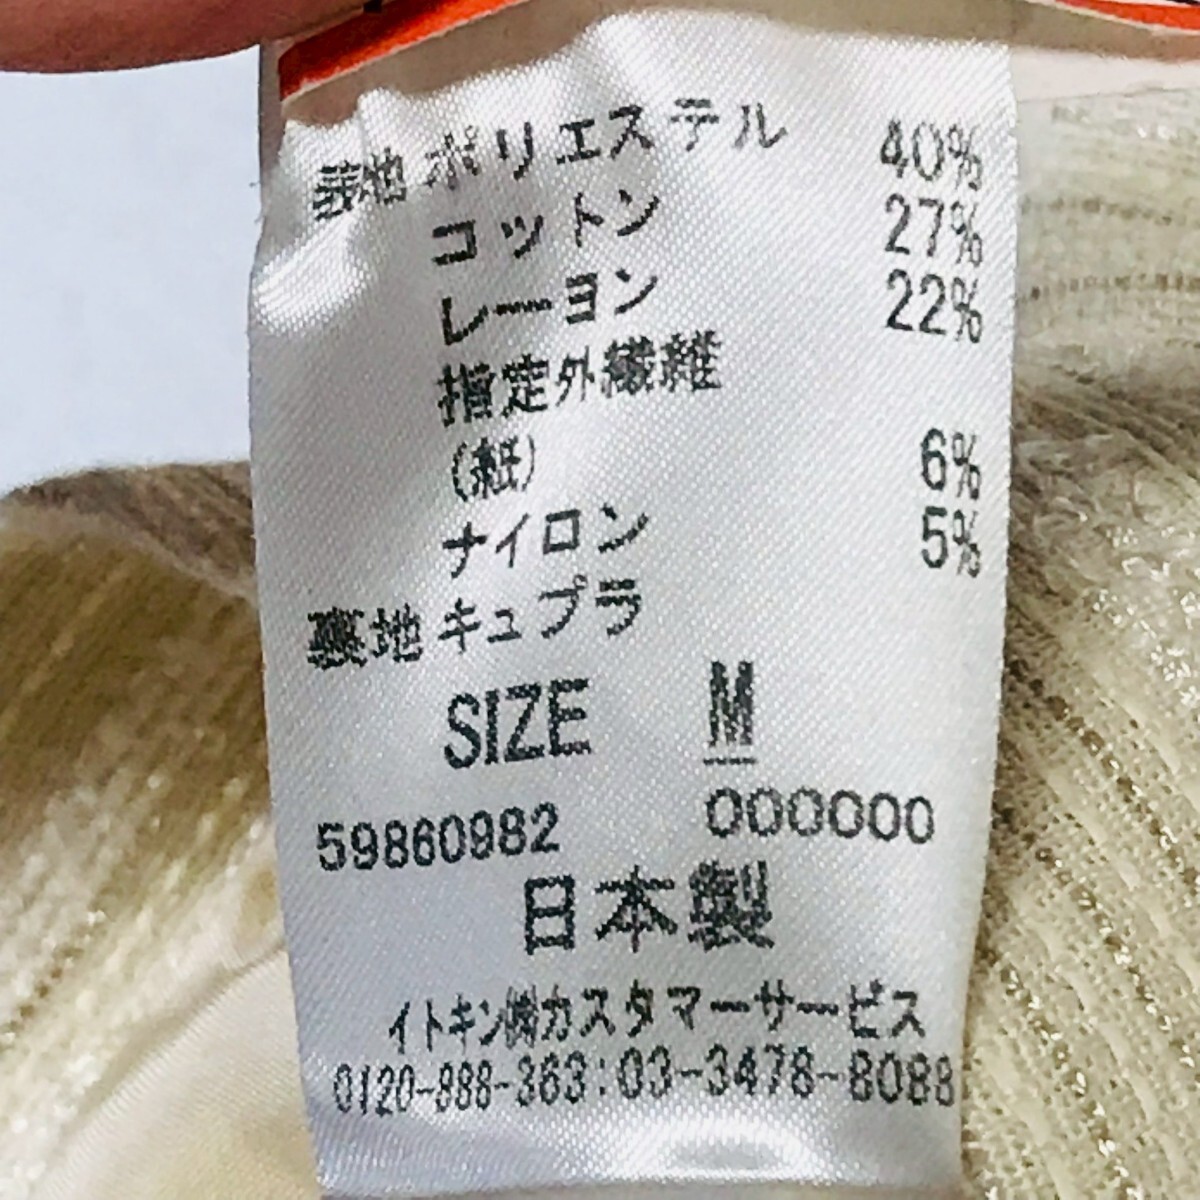 表地 ポリエステル 40%
コットン 27%
レーヨン 22%
指定外繊維
(紙) 6%
ナイロン 5%
裏地 キュプラ
SIZE M
59860982 000000
日本製
イトキン㈱カスタマーサービス
0120-888-363:03-3478-8088